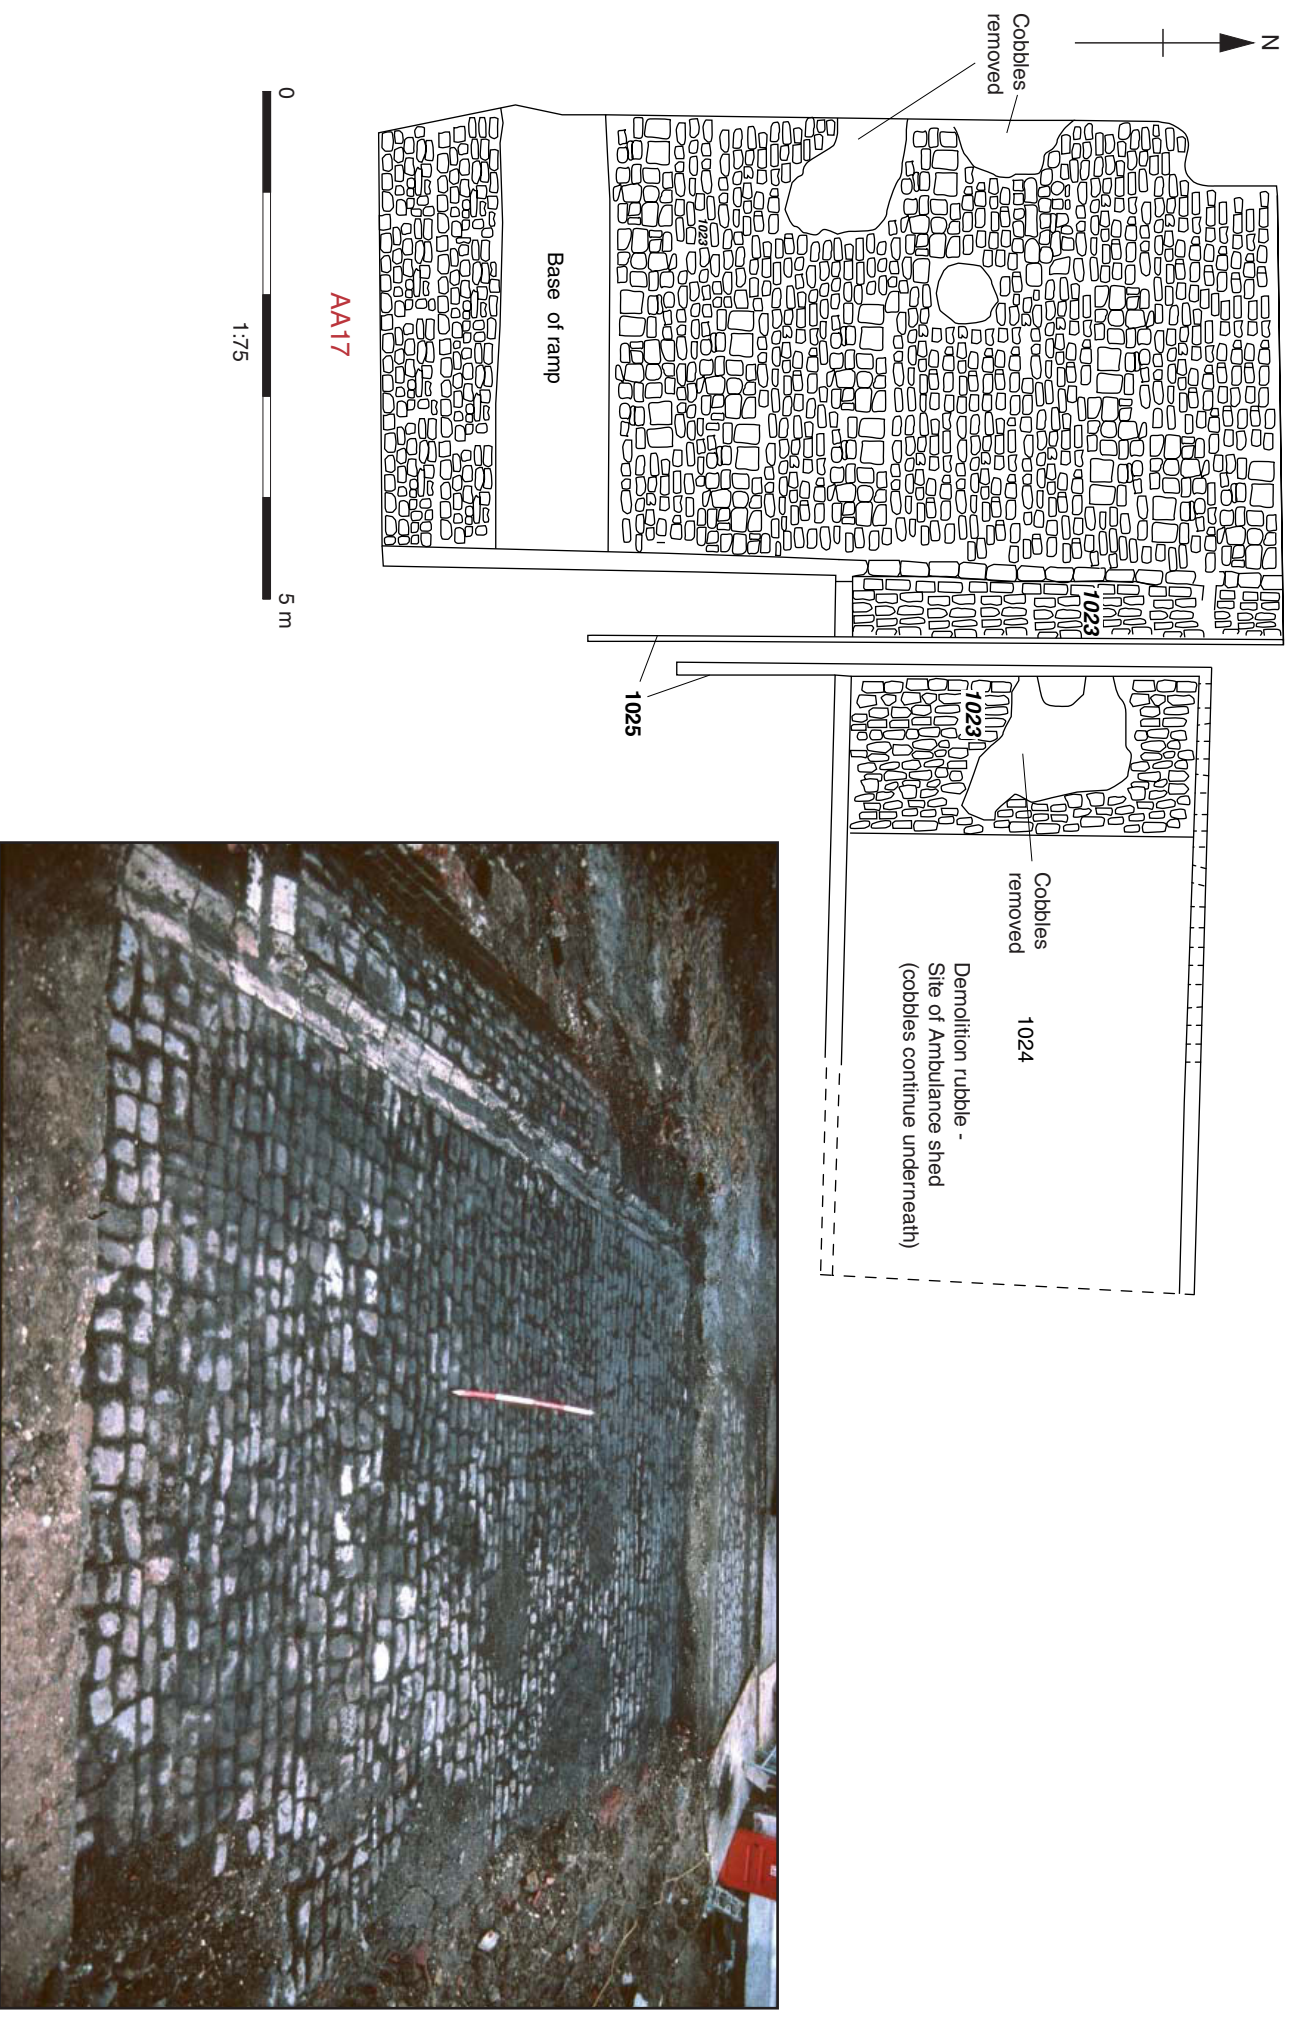 N
Cobbles
removed
1023
Base of ramp
1023
1025
1023
Cobbles
removed
1024
Demolition rubble -
Site of Ambulance shed
(cobbles continue underneath)
0
5 m
1:75
AA17